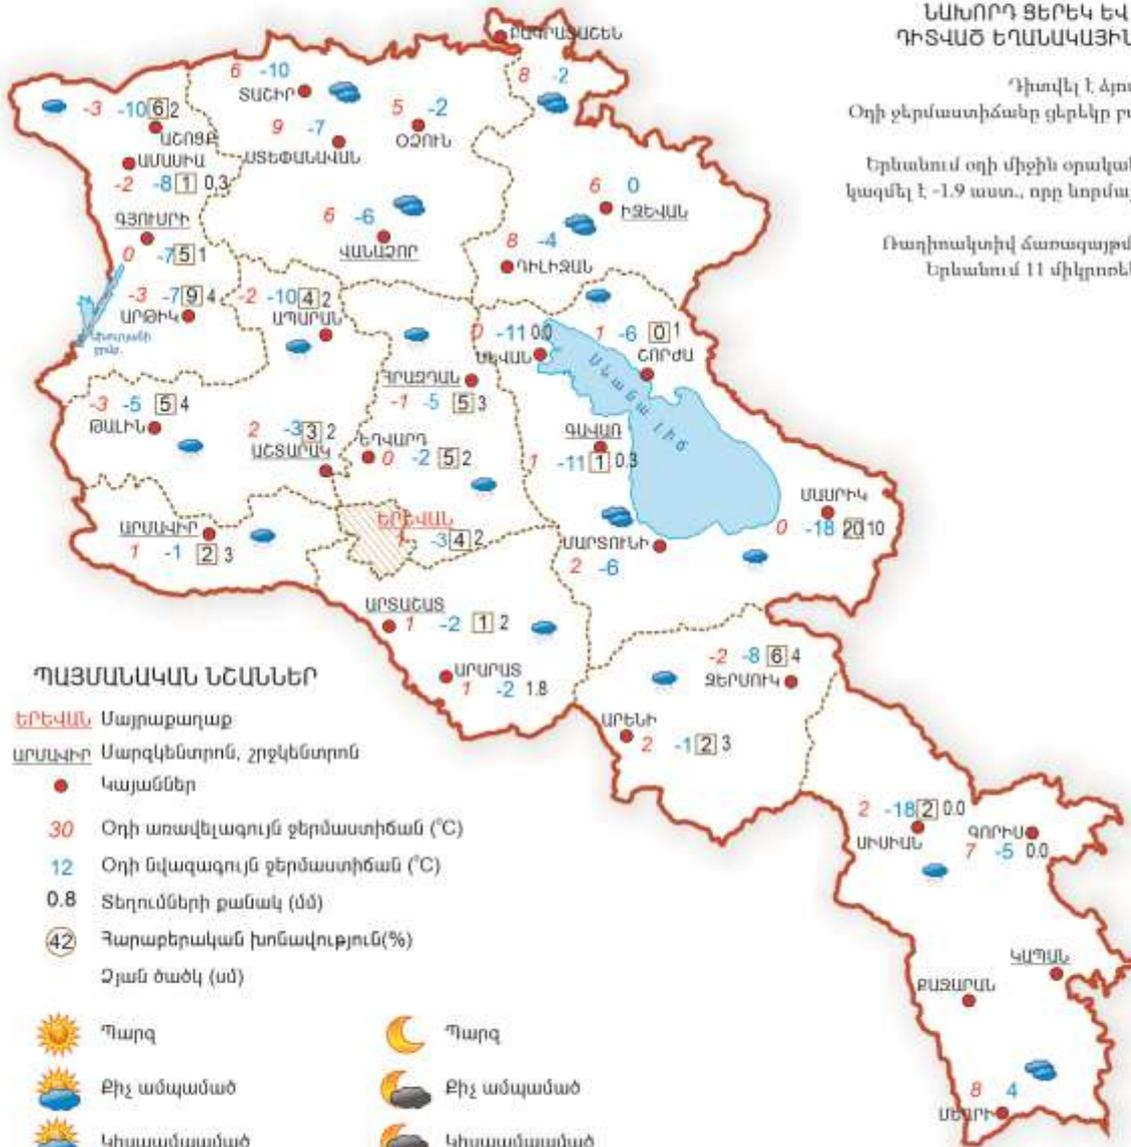 ՆԱԽՈՐԴ ՑԵՐԵԿ ԵՎ
ԴԻՏՎԱԾ ԵՂԱՆԱԿԱՅԻՆ
Դիտվել է ձյու
Օդի ջերմաստիճանը ցերեկը բա
Երևանում օդի միջին օրական
կազմել է -1.9 աստ., որը նորմայ
Ռադիոակտիվ ճառագայթմ
Երևանում 11 միկրոռե
ԲԱԳՐԱՏԱՇԵՆ
8 -2
6 -10
ՏԱՇԻՐ
5 -2
ՕՁՈՒՆ
9 -7
ՍՏԵՓԱՆԱՎԱՆ
-3 -10 6 2
ԱՇՈՑՔ
ԱՄԱՍԻԱ
-2 -8 1 0,3
6 0
ԻՋԵՎԱՆ
6 -6
ՎԱՆԱՁՈՐ
8 -4
ԴԻԼԻՋԱՆ
ԳՅՈՒՄՐԻ
0 -7 5 1
-3 -7 9 4
ԱՐԹԻԿ
-2 -10 4 2
ԱՊԱՐԱՆ
0 -11 0.0
ՍԵՎԱՆ
1 -6 0 1
ՇՈՐԺԱ
Սևանա լիճ
ՀՐԱԶԴԱՆ
-1 -5 5 3
-3 -5 5 4
ԹԱԼԻՆ
2 -3 3 2
ԱՇՏԱՐԱԿ
ԵՂՎԱՐԴ
0 -2 5 2
ԳԱՎԱՌ
1 -11 1 0.3
ՄԱՍՐԻԿ
0 -18 20 10
ԱՐՄԱՎԻՐ
1 -1 2 3
ԵՐԵՎԱՆ
-3 4 2
ՄԱՐՏՈՒՆԻ
2 -6
ԱՐՏԱՇԱՏ
1 -2 1 2
ԱՐԱՐԱՏ
1 -2 1.8
-2 -8 6 4
ՋԵՐՄՈՒԿ
ԱՐԵՆԻ
2 -1 2 3
2 -18 2 0.0
ՍԻՍԻԱՆ
ԳՈՐԻՍ
7 -5 0.0
ԿԱՊԱՆ
ՔԱՋԱՐԱՆ
8 4
ՄԵՂՐԻ
ՊԱՅՄԱՆԱԿԱՆ ՆՇԱՆՆԵՐ
ԵՐԵՎԱՆ Մայրաքաղաք
ԱՐՄԱՎԻՐ Մարզկենտրոն, շրջկենտրոն
Կայաններ
30 Օդի առավելագույն ջերմաստիճան (°C)
12 Օդի նվազագույն ջերմաստիճան (°C)
0.8 Տեղումների քանակ (մմ)
42 Հարաբերական խոնավություն(%)
Ձյան ծածկ (սմ)
Պարզ Պարզ
Քիչ ամպամած Քիչ ամպամած
Կիսաամպամած Կիսաամպամած